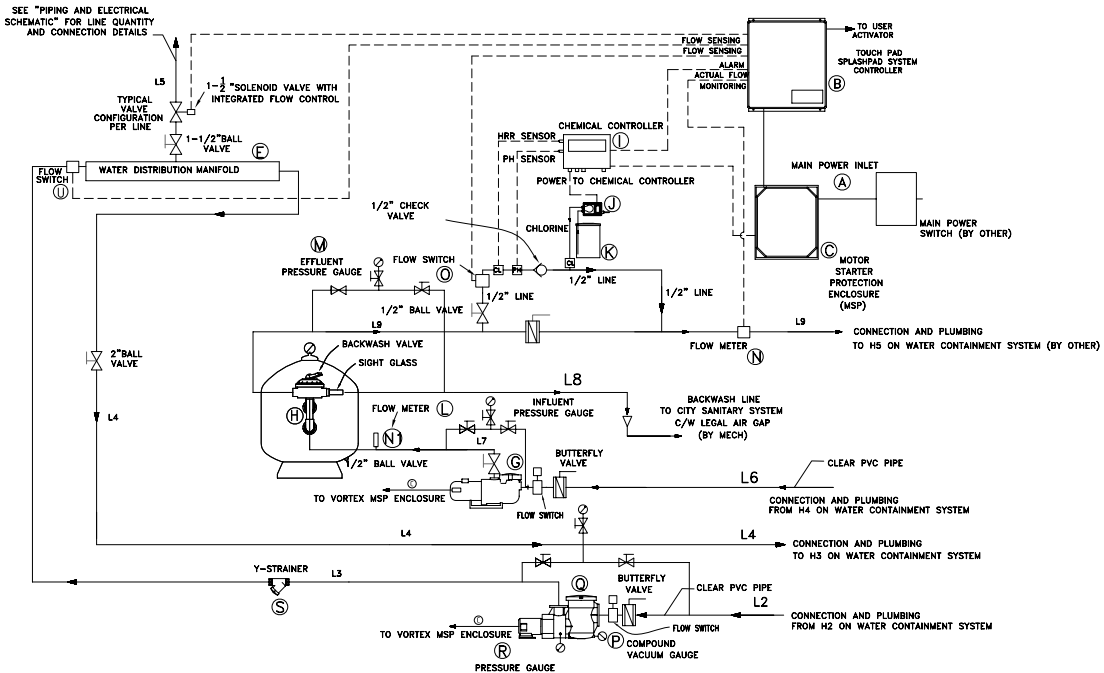 SEE "PIPING AND ELECTRICAL
SCHEMATIC" FOR LINE QUANTITY
AND CONNECTION DETAILS
L5
1-1/2 "SOLENOID VALVE WITH
INTEGRATED FLOW CONTROL
TYPICAL
VALVE
CONFIGURATION
PER LINE
1-1/2"BALL
VALVE
E
FLOW
SWITCH
U
WATER DISTRIBUTION MANIFOLD
FLOW SENSING
FLOW SENSING
ALARM
ACTUAL FLOW
MONITORING
TO USER
ACTIVATOR
TOUCH PAD
SPLASHPAD SYSTEM
CONTROLLER
B
CHEMICAL CONTROLLER
HRR SENSOR
I
PH SENSOR
POWER TO CHEMICAL CONTROLLER
MAIN POWER INLET
A
MAIN POWER
SWITCH (BY OTHER)
C
MOTOR
STARTER
PROTECTION
ENCLOSURE
(MSP)
1/2" CHECK
VALVE
J
CHLORINE
K
CL
M
EFFLUENT
PRESSURE GAUGE
FLOW SWITCH
O
CL
PH
1/2" LINE
1/2" LINE
1/2" LINE
1/2" BALL VALVE
L9
FLOW METER
N
L9
CONNECTION AND PLUMBING
TO H5 ON WATER CONTAINMENT SYSTEM (BY OTHER)
2"BALL
VALVE
L4
BACKWASH VALVE
SIGHT GLASS
L8
H
FLOW METER
L
N1
INFLUENT
PRESSURE GAUGE
BACKWASH LINE
TO CITY SANITARY SYSTEM
C/W LEGAL AIR GAP
(BY MECH)
L7
1/2" BALL VALVE
G
BUTTERFLY
VALVE
CLEAR PVC PIPE
L6
C
TO VORTEX MSP ENCLOSURE
FLOW SWITCH
CONNECTION AND PLUMBING
FROM H4 ON WATER CONTAINMENT SYSTEM
L4
L4
CONNECTION AND PLUMBING
TO H3 ON WATER CONTAINMENT SYSTEM
Y-STRAINER
L3
S
Q
BUTTERFLY
VALVE
CLEAR PVC PIPE
L2
CONNECTION AND PLUMBING
FROM H2 ON WATER CONTAINMENT SYSTEM
C
TO VORTEX MSP ENCLOSURE
FLOW SWITCH
P
COMPOUND
VACUUM GAUGE
R
PRESSURE GAUGE